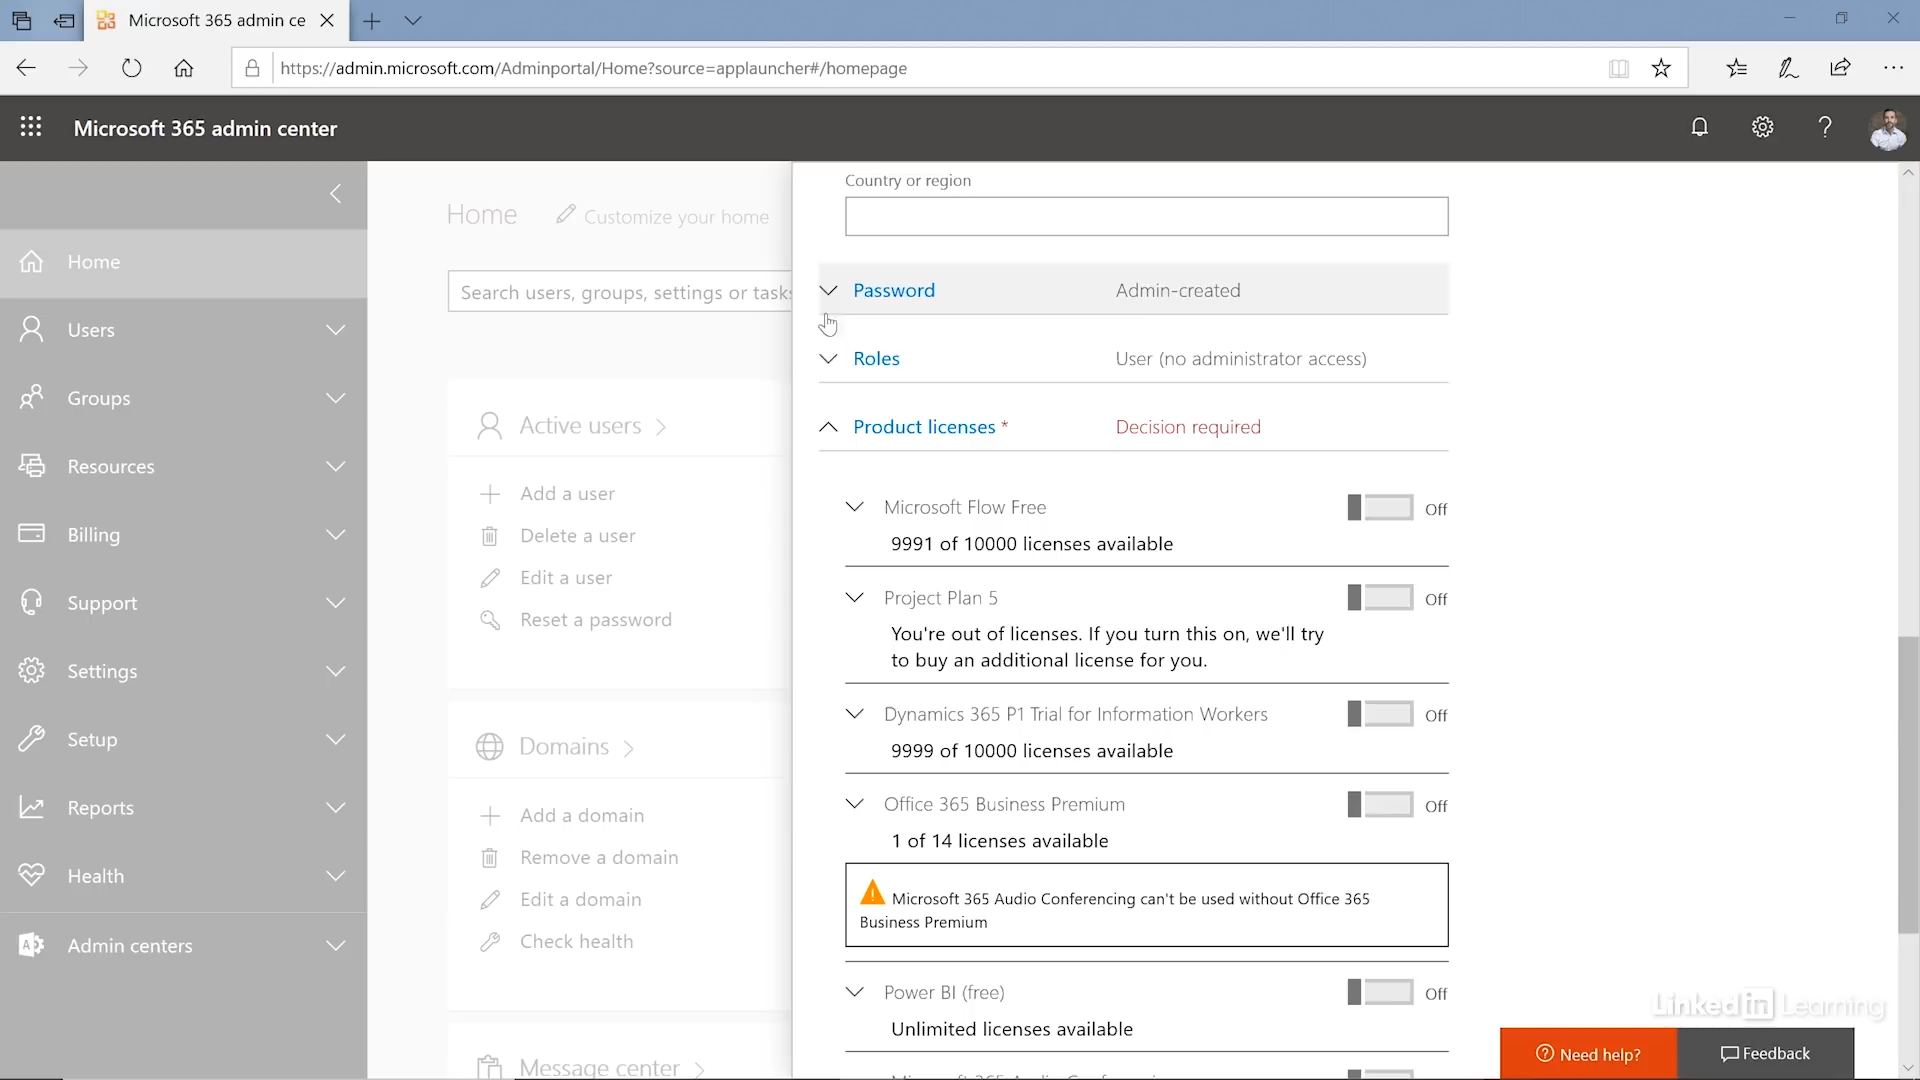 Microsoft 365 admin ce
https://admin.microsoft.com/Adminportal/Home?source=applauncher#/homepage
Microsoft 365 admin center
Home
Users
Groups
Resources
Billing
Support
Settings
Setup
Reports
Health
Admin centers
Home
Customize your home
Search users, groups, settings or tasks
Active users
Add a user
Delete a user
Edit a user
Reset a password
Domains
Add a domain
Remove a domain
Edit a domain
Check health
Message center
Country or region
Password Admin-created
Roles User (no administrator access)
Product licenses * Decision required
Microsoft Flow Free Off
9991 of 10000 licenses available
Project Plan 5 Off
You're out of licenses. If you turn this on, we'll try
to buy an additional license for you.
Dynamics 365 P1 Trial for Information Workers Off
9999 of 10000 licenses available
Office 365 Business Premium Off
1 of 14 licenses available
Microsoft 365 Audio Conferencing can't be used without Office 365
Business Premium
Power BI (free) Off
Unlimited licenses available
Linked in Learning
Need help?
Feedback